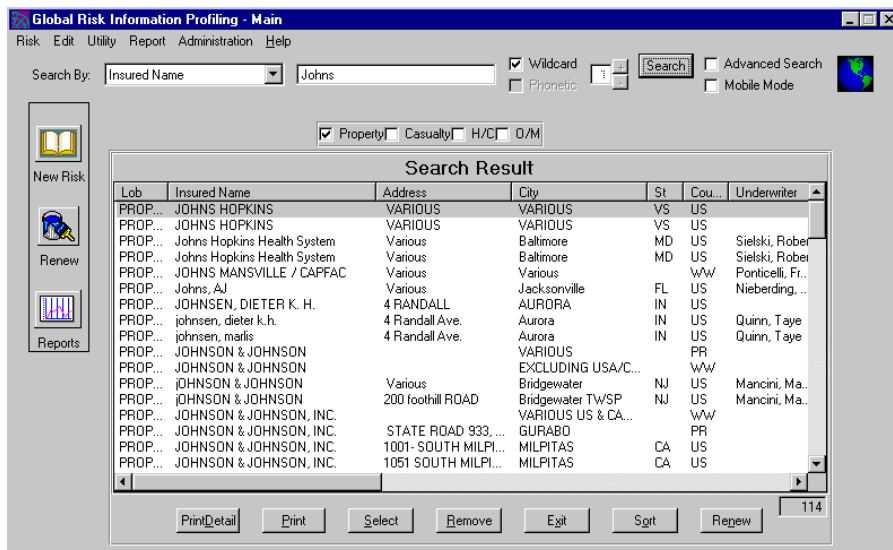 Global Risk Information Profiling - Main
Risk Edit Utility Report Administration Help
Search By: Insured Name Johns Wildcard Phonetic 1 + - Search Advanced Search Mobile Mode
Property Casualty H/C O/M
New Risk
Renew
Reports
Search Result
Lob Insured Name Address City St Cou... Underwriter
PROP... JOHNS HOPKINS VARIOUS VARIOUS VS US
PROP... JOHNS HOPKINS VARIOUS VARIOUS VS US
PROP... Johns Hopkins Health System Various Baltimore MD US Sielski, Rober
PROP... Johns Hopkins Health System Various Baltimore MD US Sielski, Rober
PROP... JOHNS MANSVILLE / CAPFAC Various Various WW Ponticelli, Fr...
PROP... Johns, AJ Various Jacksonville FL US Nieberding, ...
PROP... JOHNSEN, DIETER K. H. 4 RANDALL AURORA IN US
PROP... johnsen, dieter k.h. 4 Randall Ave. Aurora IN US Quinn, Taye
PROP... johnsen, marlis 4 Randall Ave. Aurora IN US Quinn, Taye
PROP... JOHNSON & JOHNSON VARIOUS PR
PROP... JOHNSON & JOHNSON EXCLUDING USA/C... WW
PROP... jOHNSON & JOHNSON Various Bridgewater NJ US Mancini, Ma...
PROP... jOHNSON & JOHNSON 200 foothill ROAD Bridgewater TWSP NJ US Mancini, Ma...
PROP... JOHNSON & JOHNSON, INC. VARIOUS US & CA... WW
PROP... JOHNSON & JOHNSON, INC. STATE ROAD 933, ... GURABO PR
PROP... JOHNSON & JOHNSON, INC. 1001- SOUTH MILPI... MILPITAS CA US
PROP... JOHNSON & JOHNSON, INC. 1051 SOUTH MILPI... MILPITAS CA US
114
PrintDetail Print Select Remove Exit Sort Renew